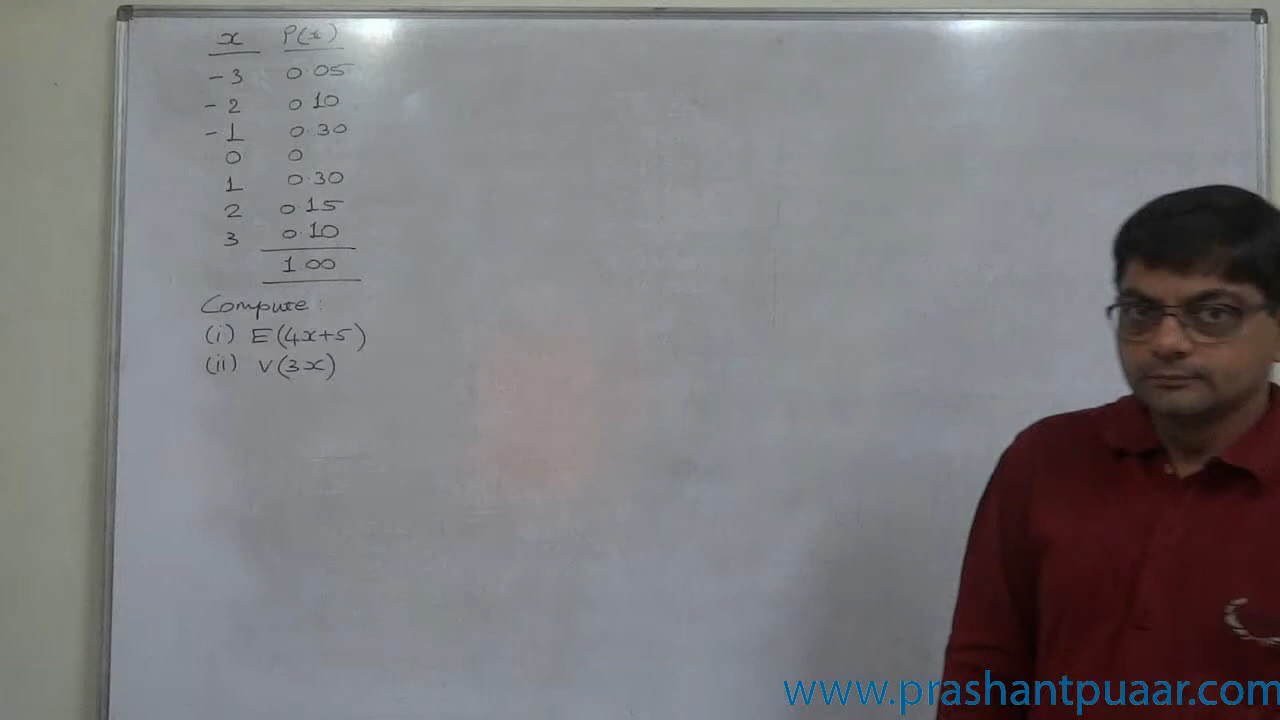 x P(x)
-3 0.05
-2 0.10
-1 0.30
0 0
1 0.30
2 0.15
3 0.10
1.00
Compute:
(i) E(4x+5)
(ii) V(3x)
www.prashantpuaar.com